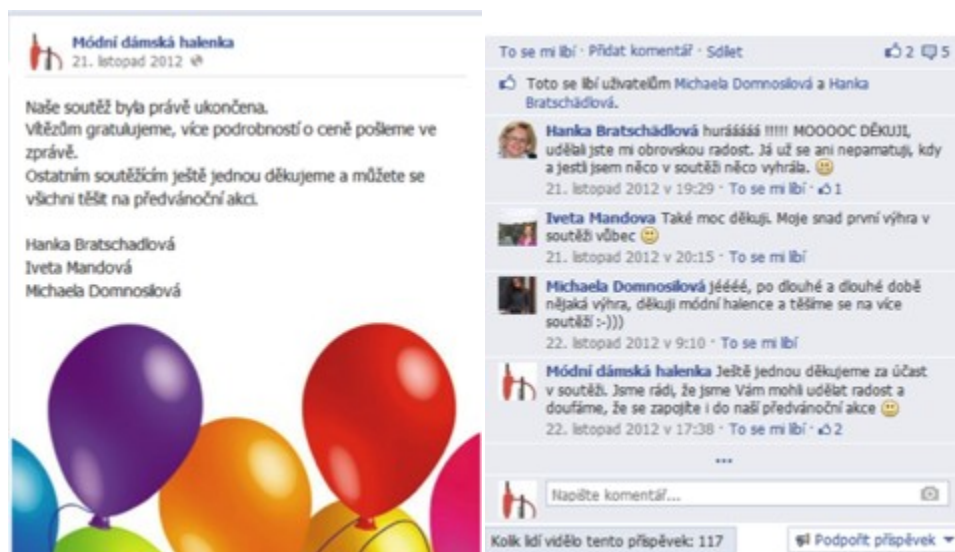 Módní dámská halenka
21. listopad 2012
Naše soutěž byla právě ukončena.
Vítězům gratulujeme, více podrobností o ceně pošleme ve
zprávě.
Ostatním soutěžícím ještě jednou děkujeme a můžete se
všichni těšit na předvánoční akci.
Hanka Bratschadlová
Iveta Mandová
Michaela Domnosilová
To se mi líbí · Přidat komentář · Sdílet 2 5
Toto se líbí uživatelům Michaela Domnosilová a Hanka
Bratschädlová.
Hanka Bratschädlová hurááááá !!!!! MOOOOC DĚKUJI,
udělali jste mi obrovskou radost. Já už se ani nepamatuji, kdy
a jestli jsem něco v soutěži něco vyhrála.
21. listopad 2012 v 19:29 · To se mi líbí · 1
Iveta Mandova Také moc děkuji. Moje snad první výhra v
soutěži vůbec
21. listopad 2012 v 20:15 · To se mi líbí
Michaela Domnosilová jéééé, po dlouhé a dlouhé době
nějaká výhra, děkuji módní halence a těšíme se na více
soutěží :-)))
22. listopad 2012 v 9:10 · To se mi líbí
Módní dámská halenka Ještě jednou děkujeme za účast
v soutěži. Jsme rádi, že jsme Vám mohli udělat radost a
doufáme, že se zapojíte i do naší předvánoční akce
22. listopad 2012 v 17:38 · To se mi líbí · 2
...
Napište komentář...
Kolik lidí vidělo tento příspěvek: 117
Podpořit příspěvek